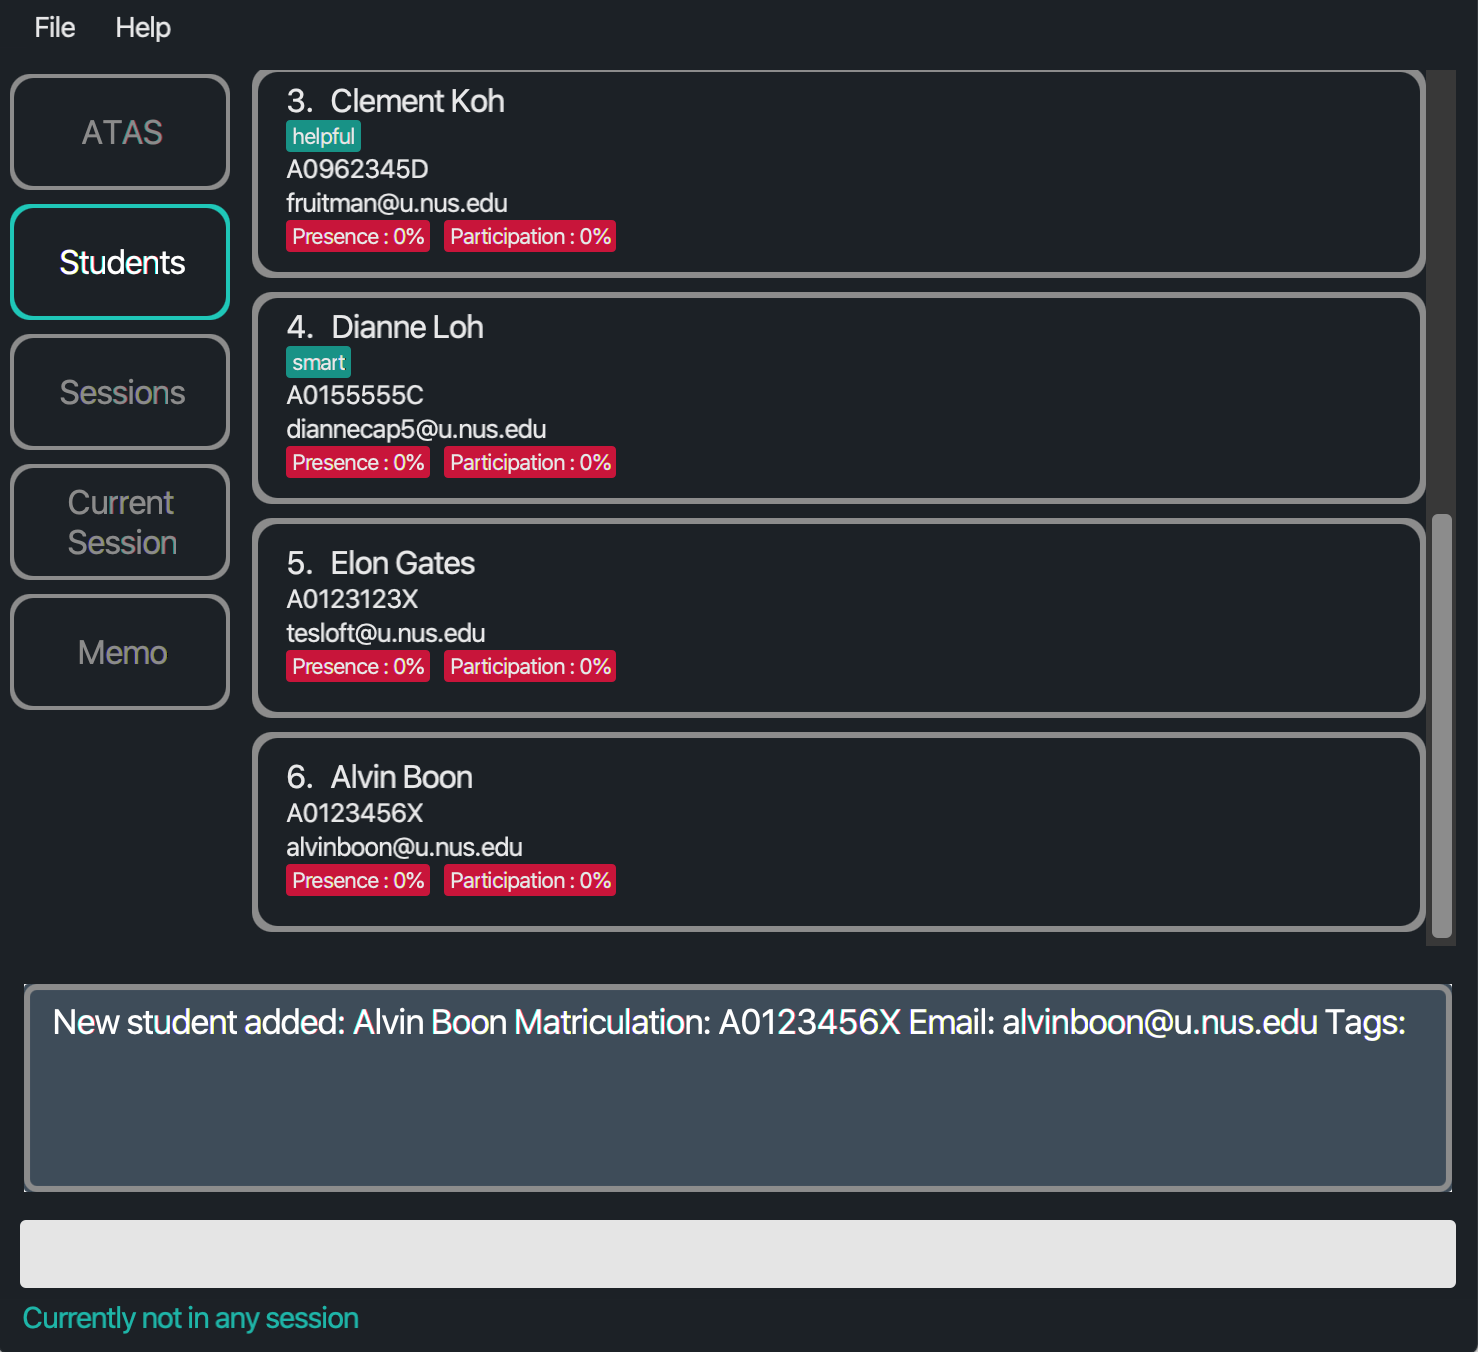 File Help
ATAS
Students
Sessions
Current
Session
Memo
3. Clement Koh
helpful
A0962345D
fruitman@u.nus.edu
Presence : 0% Participation : 0%
4. Dianne Loh
smart
A0155555C
diannecap5@u.nus.edu
Presence : 0% Participation : 0%
5. Elon Gates
A0123123X
tesloft@u.nus.edu
Presence : 0% Participation : 0%
6. Alvin Boon
A0123456X
alvinboon@u.nus.edu
Presence : 0% Participation : 0%
New student added: Alvin Boon Matriculation: A0123456X Email: alvinboon@u.nus.edu Tags:
Currently not in any session